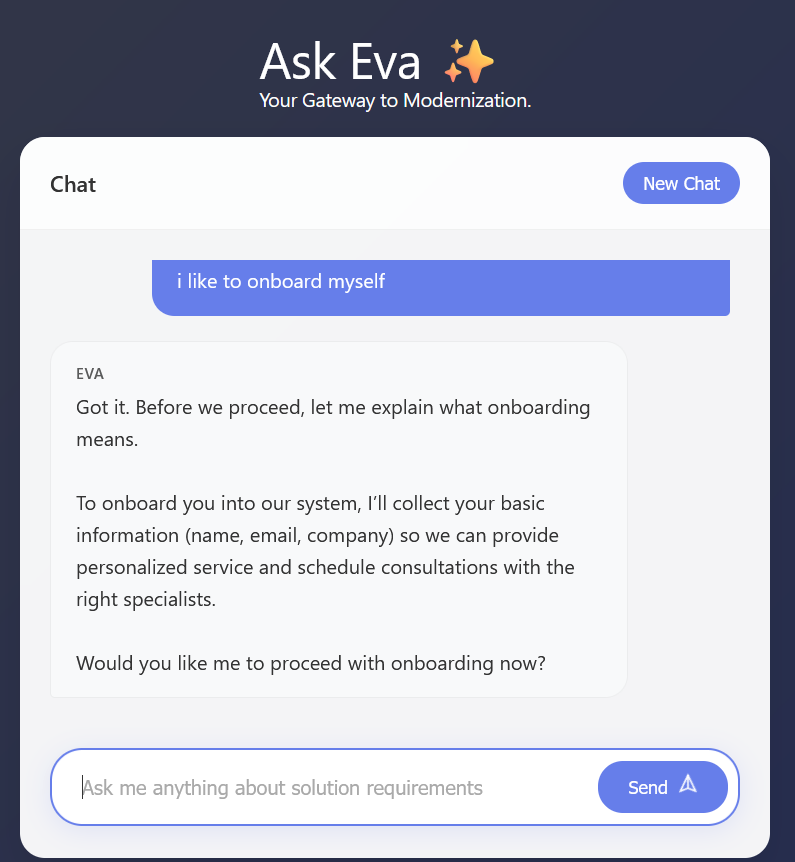 Ask Eva
Your Gateway to Modernization.
Chat
New Chat
i like to onboard myself
EVA
Got it. Before we proceed, let me explain what onboarding
means.
To onboard you into our system, I’ll collect your basic
information (name, email, company) so we can provide
personalized service and schedule consultations with the
right specialists.
Would you like me to proceed with onboarding now?
Ask me anything about solution requirements
Send